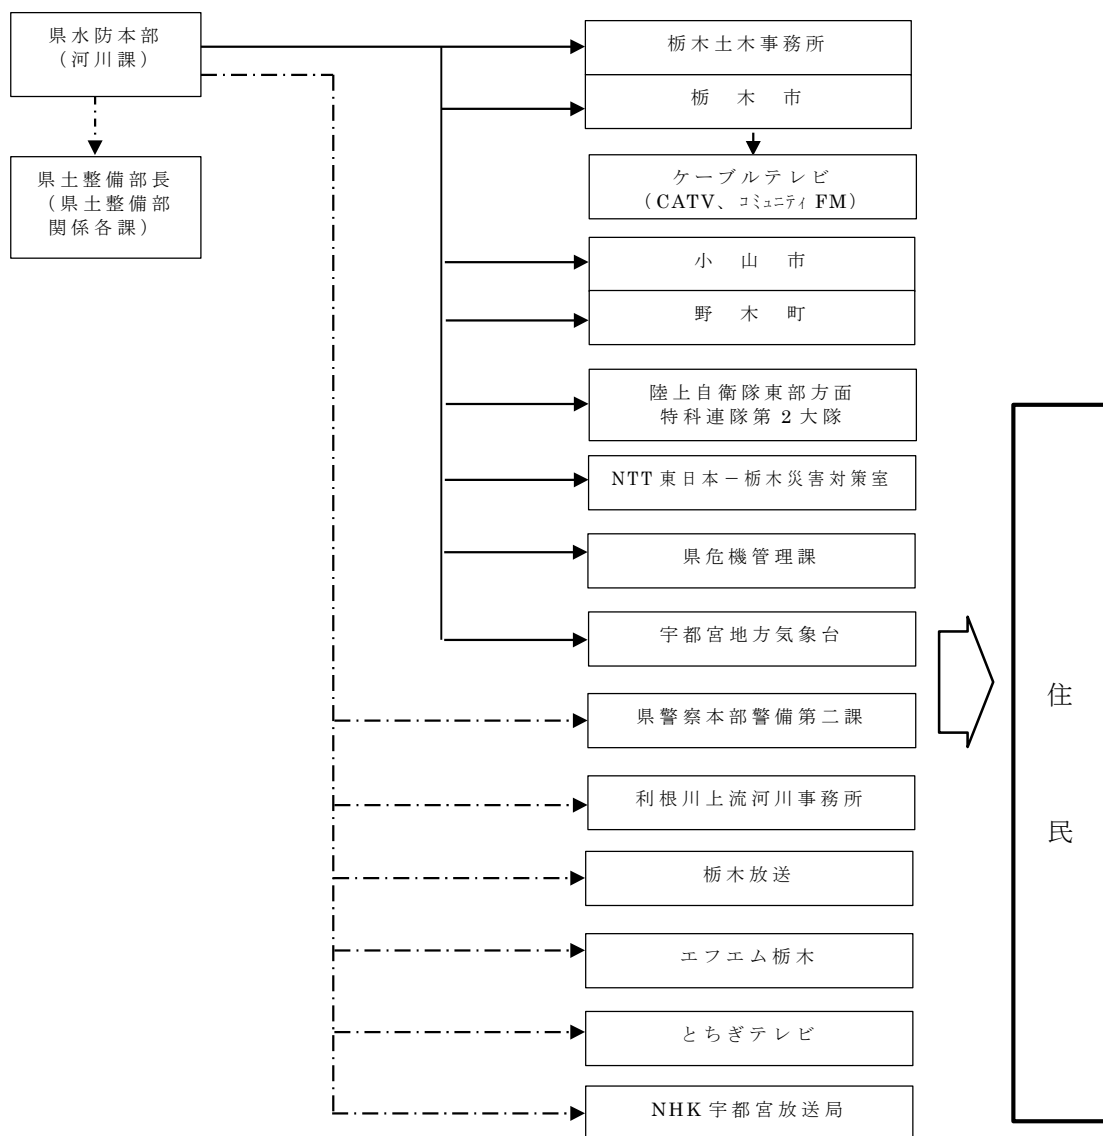 県水防本部
（河川課）
県土整備部長
（県土整備部
関係各課）
栃木土木事務所
栃木市
ケーブルテレビ
（CATV、ｺﾐｭﾆﾃｨ FM）
小山市
野木町
陸上自衛隊東部方面
特科連隊第 2 大隊
NTT 東日本－栃木災害対策室
県危機管理課
宇都宮地方気象台
県警察本部警備第二課
利根川上流河川事務所
栃木放送
エフエム栃木
とちぎテレビ
NHK 宇都宮放送局
住
民